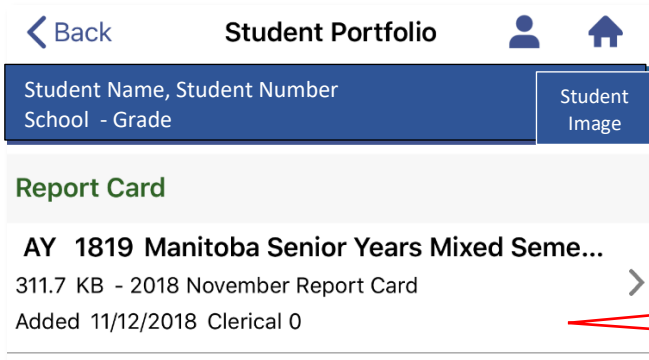 Back Student Portfolio
Student Name, Student Number
School - Grade
Student
Image
Report Card
AY 1819 Manitoba Senior Years Mixed Seme...
311.7 KB - 2018 November Report Card
Added 11/12/2018 Clerical 0